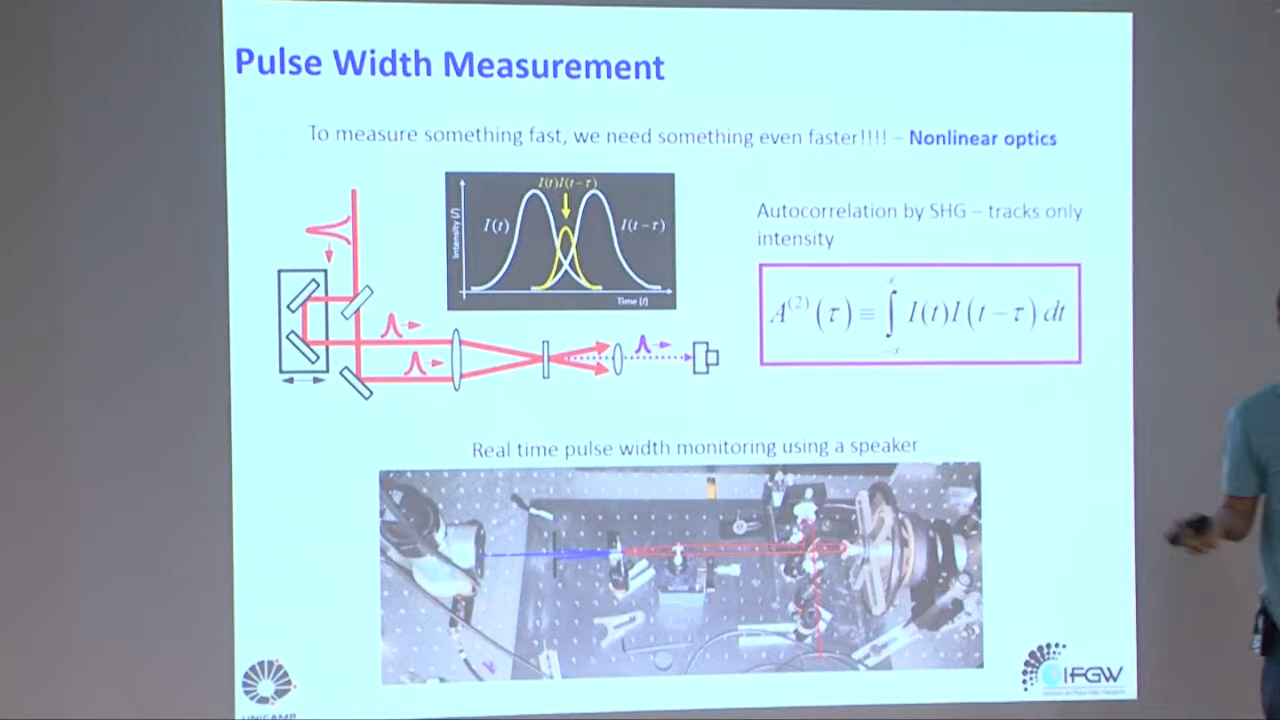 Pulse Width Measurement
To measure something fast, we need something even faster!!!! – Nonlinear optics
Intensity (I)
I(t)I(t−τ)
I(t)
I(t−τ)
Time (t)
Autocorrelation by SHG – tracks only
intensity
A⁽²⁾(τ) ≡ ∫ I(t)I(t−τ) dt
Real time pulse width monitoring using a speaker
UNICAMP
IFGW